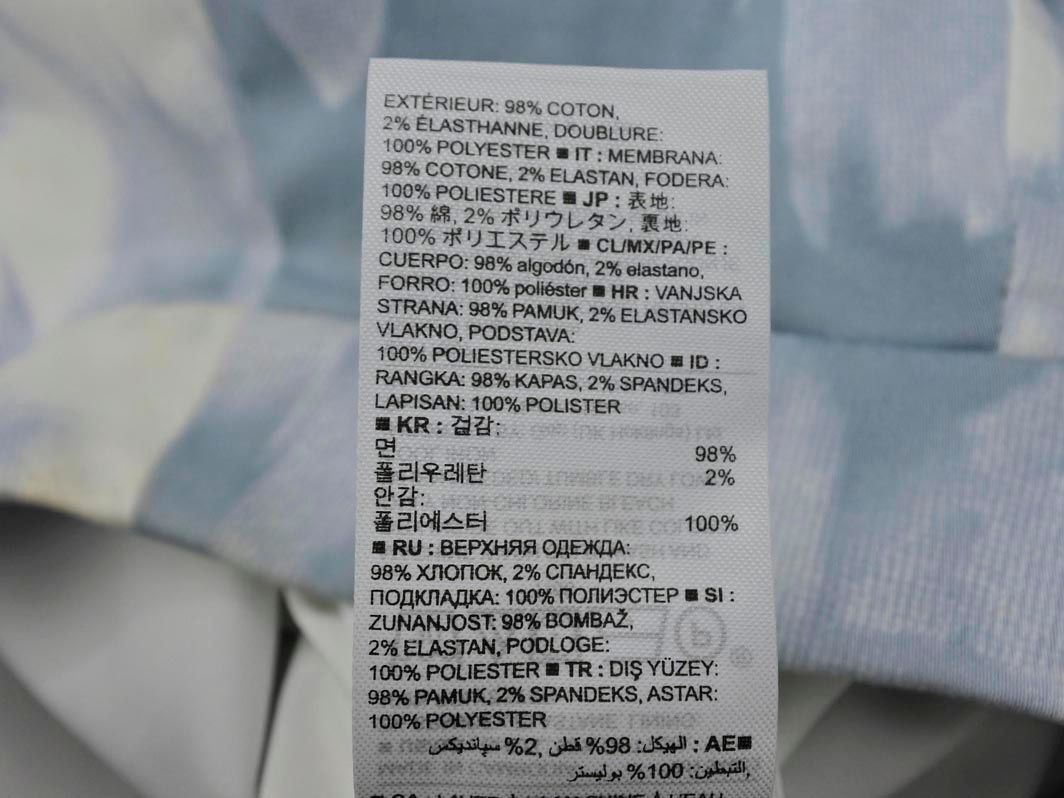 EXTÉRIEUR: 98% COTON,
2% ÉLASTHANNE, DOUBLURE:
100% POLYESTER ■ IT : MEMBRANA:
98% COTONE, 2% ELASTAN, FODERA:
100% POLIESTERE ■ JP : 表地:
98% 綿, 2% ポリウレタン, 裏地:
100% ポリエステル ■ CL/MX/PA/PE :
CUERPO: 98% algodón, 2% elastano,
FORRO: 100% poliéster ■ HR : VANJSKA
STRANA: 98% PAMUK, 2% ELASTANSKO
VLAKNO, PODSTAVA:
100% POLIESTERSKO VLAKNO ■ ID :
RANGKA: 98% KAPAS, 2% SPANDEKS,
LAPISAN: 100% POLISTER
■ KR : 겉감:
면 98%
폴리우레탄 2%
안감:
폴리에스터 100%
■ RU : ВЕРХНЯЯ ОДЕЖДА:
98% ХЛОПОК, 2% СПАНДЕКС,
ПОДКЛАДКА: 100% ПОЛИЭСТЕР ■ SI :
ZUNANJOST: 98% BOMBAŽ,
2% ELASTAN, PODLOGE:
100% POLIESTER ■ TR : DIŞ YÜZEY:
98% PAMUK, 2% SPANDEKS, ASTAR:
100% POLYESTER
■AE : الهيكل: 98% قطن, 2% سپانديكس
التبطين: 100% بوليستر,